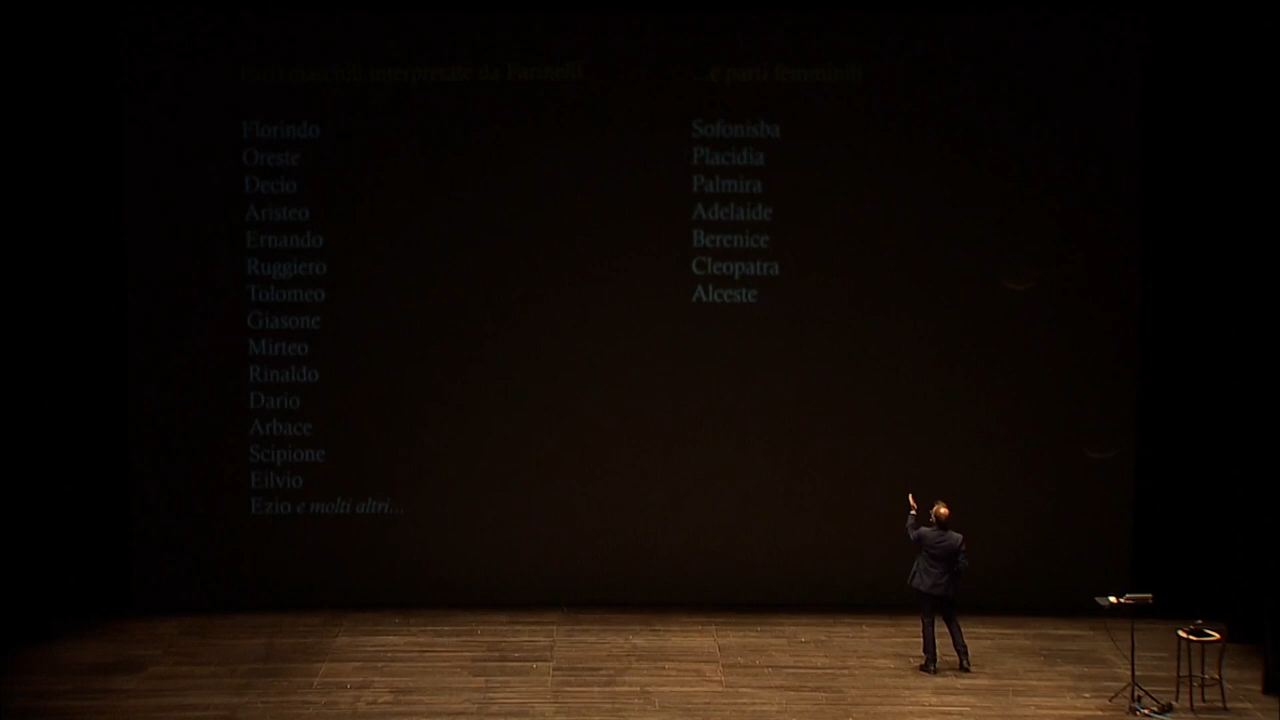 Parti maschili interpretate da Farinelli
Florindo
Oreste
Decio
Aristeo
Ernando
Ruggiero
Tolomeo
Giasone
Mirteo
Rinaldo
Dario
Arbace
Scipione
Eilvio
Ezio e molti altri...
e parti femminili
Sofonisba
Placidia
Palmira
Adelaide
Berenice
Cleopatra
Alceste